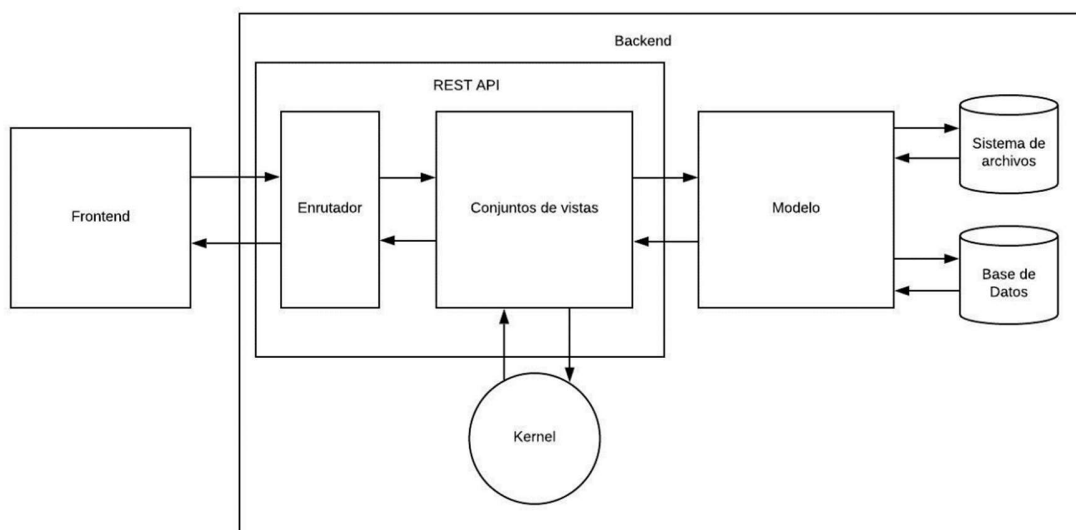 Backend
REST API
Frontend
Enrutador
Conjuntos de vistas
Modelo
Sistema de
archivos
Base de
Datos
Kernel